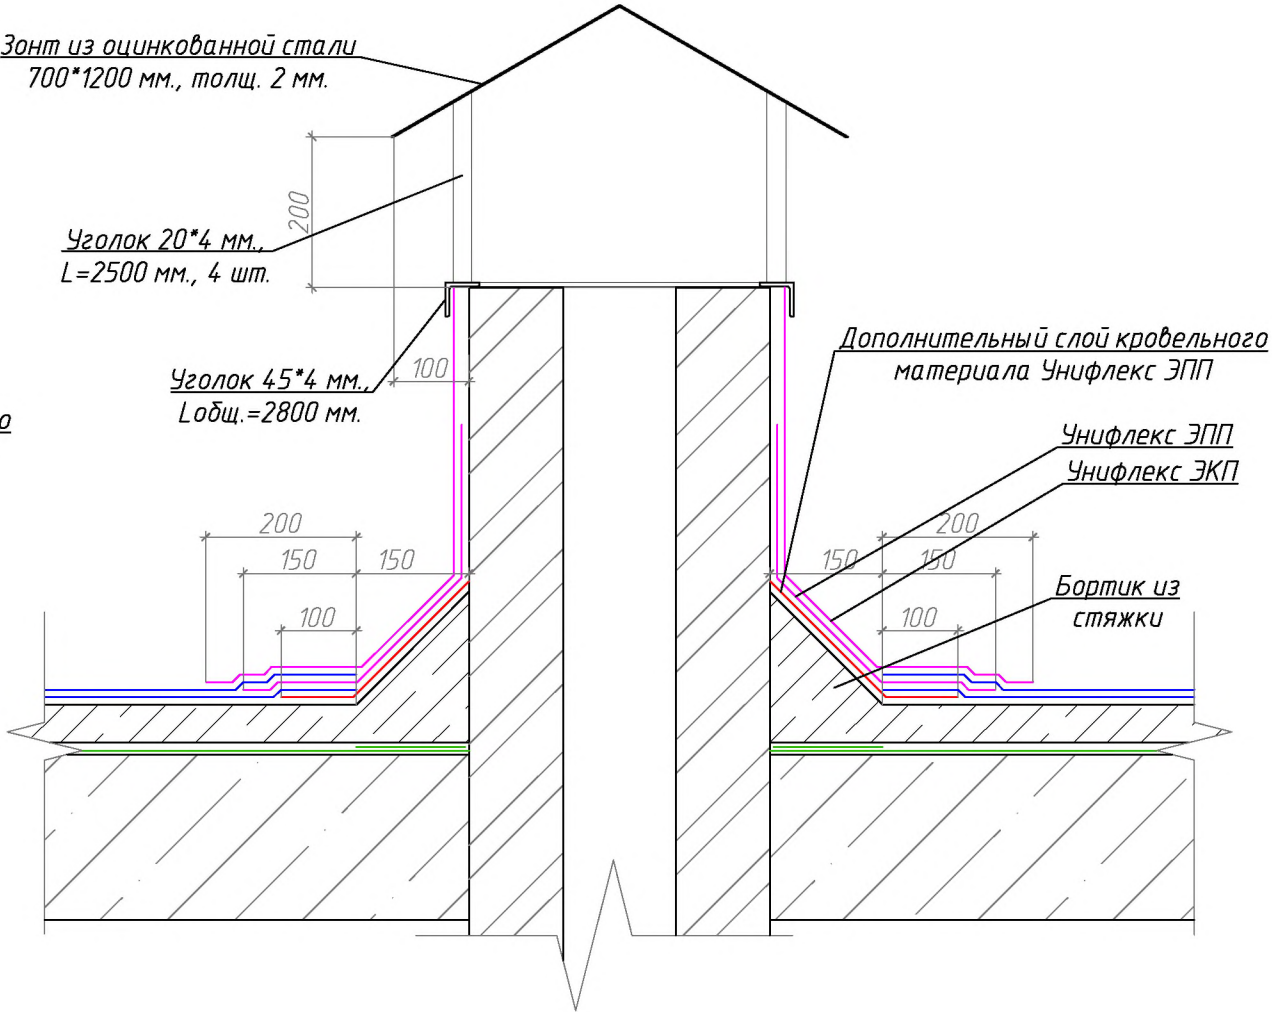 Зонт из оцинкованной стали
700*1200 мм., толщ. 2 мм.
200
Уголок 20*4 мм.,
L=2500 мм., 4 шт.
100
Уголок 45*4 мм.,
Lобщ.=2800 мм.
Дополнительный слой кровельного
материала Унифлекс ЭПП
о
Унифлекс ЭПП
Унифлекс ЭКП
200
150
150
100
200
150
150
100
Бортик из
стяжки